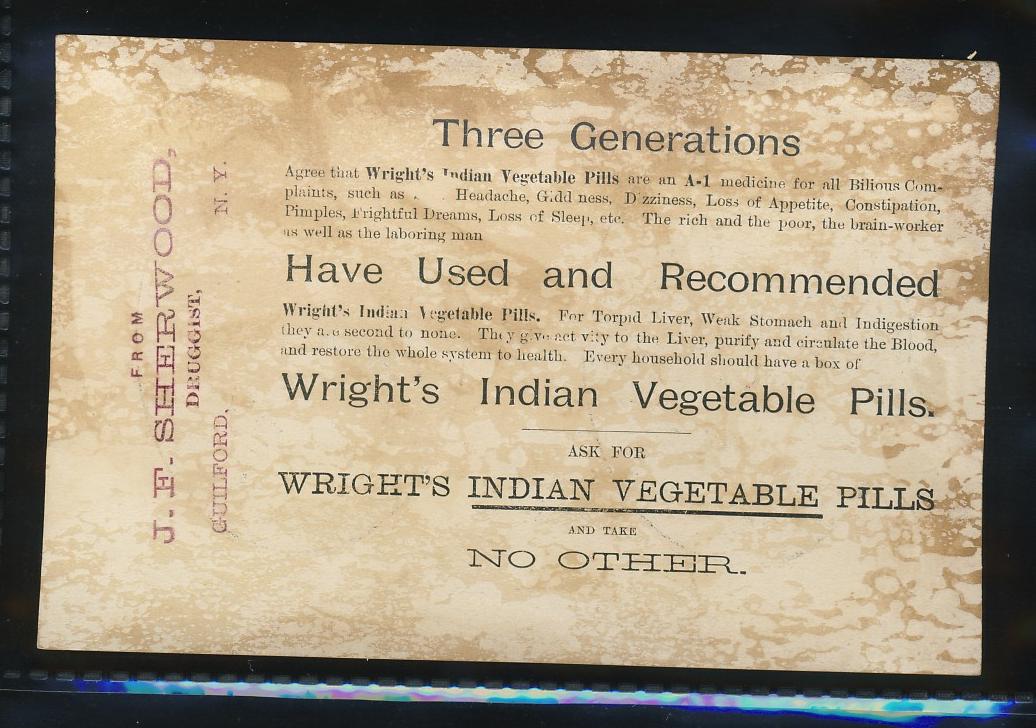 Three Generations
Agree that Wright's Indian Vegetable Pills are an A-1 medicine for all Bilious Com-
plaints, such as Headache, Giddiness, Dizziness, Loss of Appetite, Constipation,
Pimples, Frightful Dreams, Loss of Sleep, etc. The rich and the poor, the brain-worker
as well as the laboring man
Have Used and Recommended
Wright's Indian Vegetable Pills. For Torpid Liver, Weak Stomach and Indigestion
they are second to none. They give activity to the Liver, purify and circulate the Blood,
and restore the whole system to health. Every household should have a box of
Wright's Indian Vegetable Pills.
ASK FOR
WRIGHT'S INDIAN VEGETABLE PILLS
AND TAKE
NO OTHER.
FROM
J. F. SHERWOOD,
DRUGGIST,
GUILFORD, N. Y.